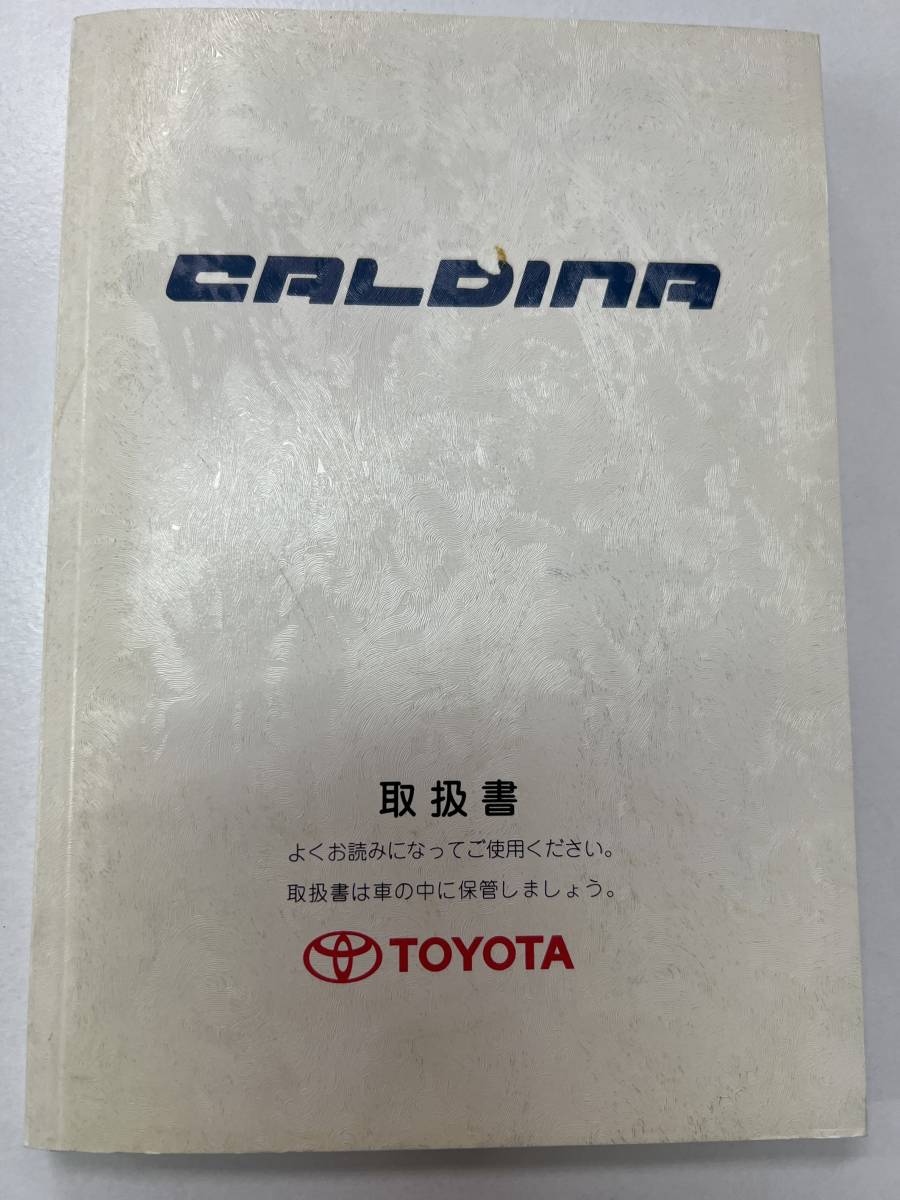 CALDINA
取扱書
よくお読みになってご使用ください。
取扱書は車の中に保管しましょう。
TOYOTA